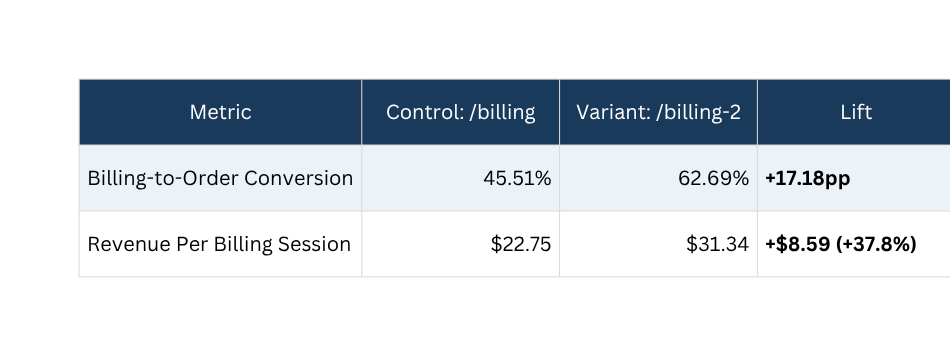 Metric Control: /billing Variant: /billing-2 Lift
Billing-to-Order Conversion 45.51% 62.69% +17.18pp
Revenue Per Billing Session $22.75 $31.34 +$8.59 (+37.8%)